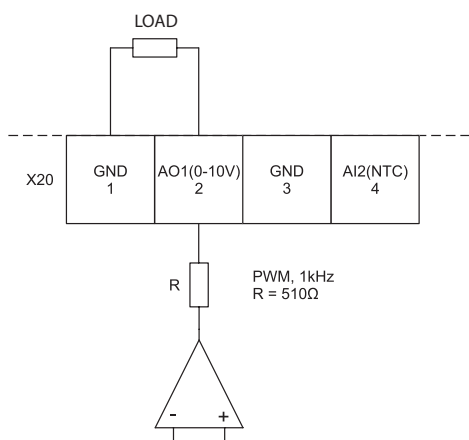 LOAD
X20
GND
1
AO1(0-10V)
2
GND
3
AI2(NTC)
4
R
PWM, 1kHz
R = 510Ω
- +